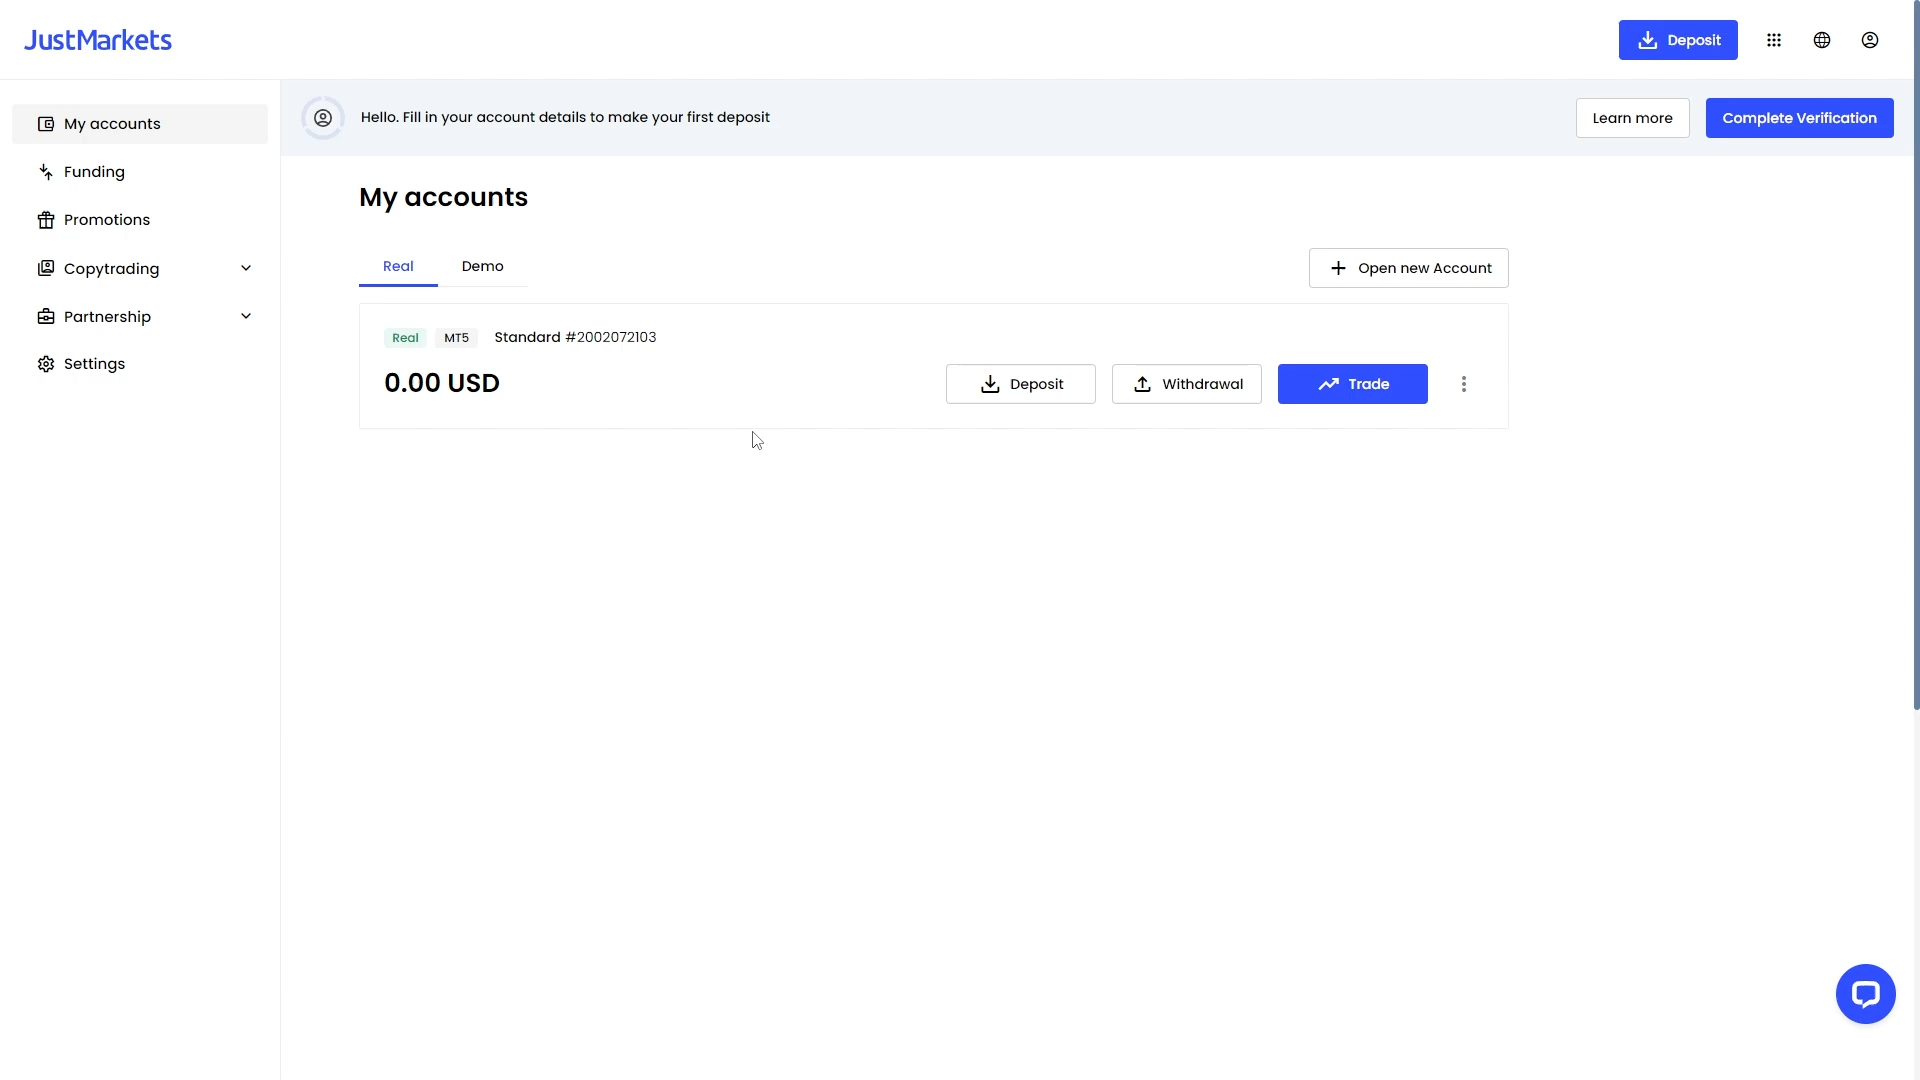 JustMarkets
Deposit
My accounts
Funding
Promotions
Copytrading
Partnership
Settings
Hello. Fill in your account details to make your first deposit
Learn more
Complete Verification
My accounts
Real
Demo
Open new Account
Real MT5 Standard #2002072103
0.00 USD
Deposit
Withdrawal
Trade